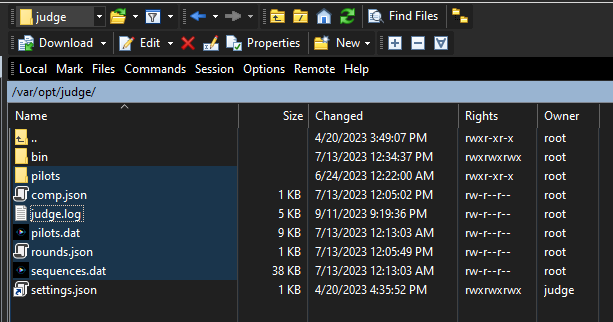 judge Find Files
Download Edit Properties New
Local Mark Files Commands Session Options Remote Help
/var/opt/judge/
Name Size Changed Rights Owner
.. 4/20/2023 3:49:07 PM rwxr-xr-x root
bin 7/13/2023 12:34:37 PM rwxrwxrwx root
pilots 6/24/2023 12:22:00 AM rwxr-xr-x root
comp.json 1 KB 7/13/2023 12:05:02 PM rw-r--r-- root
judge.log 5 KB 9/11/2023 9:19:36 PM rw-r--r-- root
pilots.dat 9 KB 7/13/2023 12:13:03 AM rw-r--r-- root
rounds.json 1 KB 7/13/2023 12:05:49 PM rw-r--r-- root
sequences.dat 38 KB 7/13/2023 12:13:03 AM rw-r--r-- root
settings.json 1 KB 4/20/2023 4:35:52 PM rwxrwxrwx judge